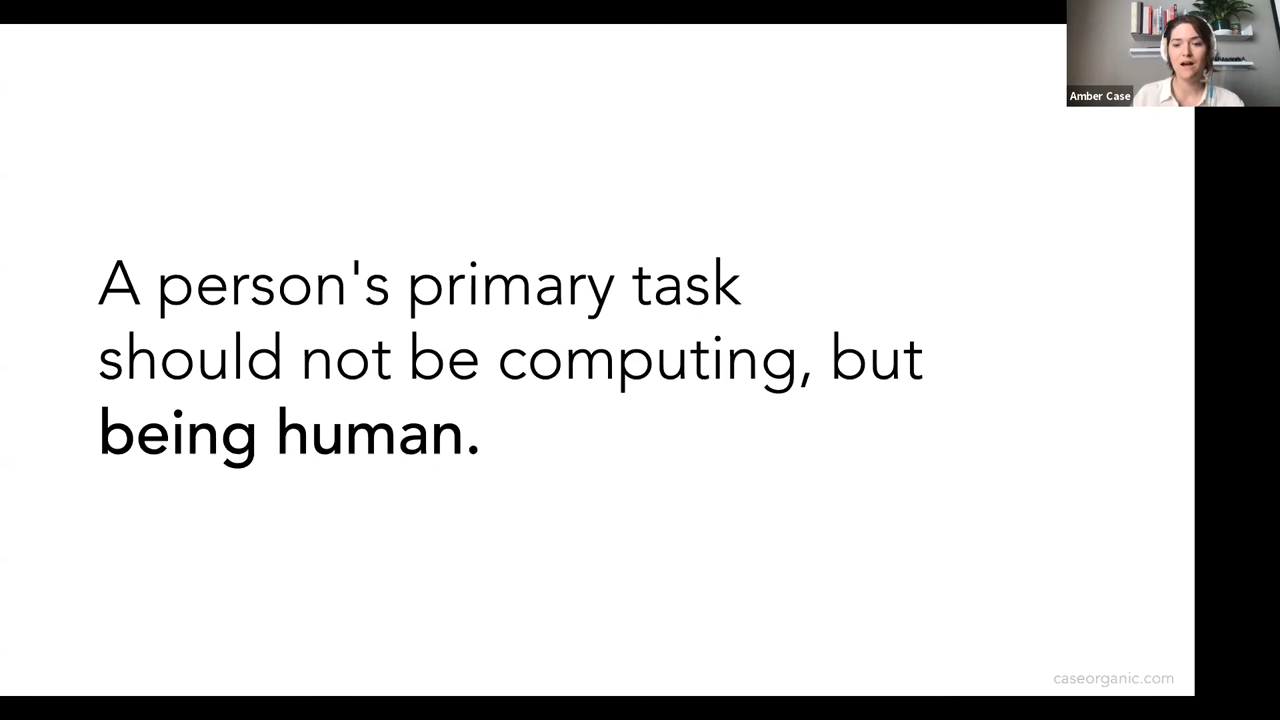 Amber Case
A person's primary task
should not be computing, but
being human.
caseorganic.com